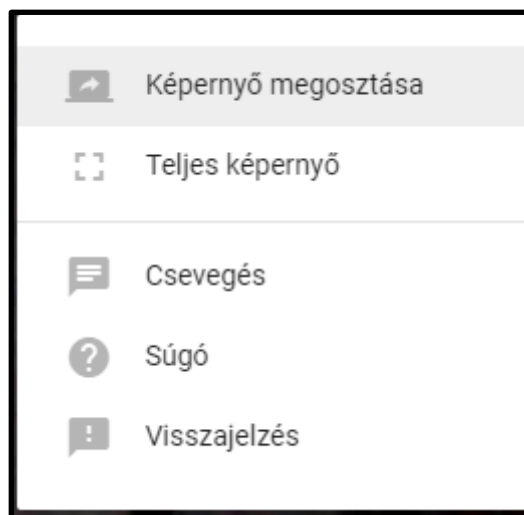 Képernyő megosztása
Teljes képernyő
Csevegés
Súgó
Visszajelzés